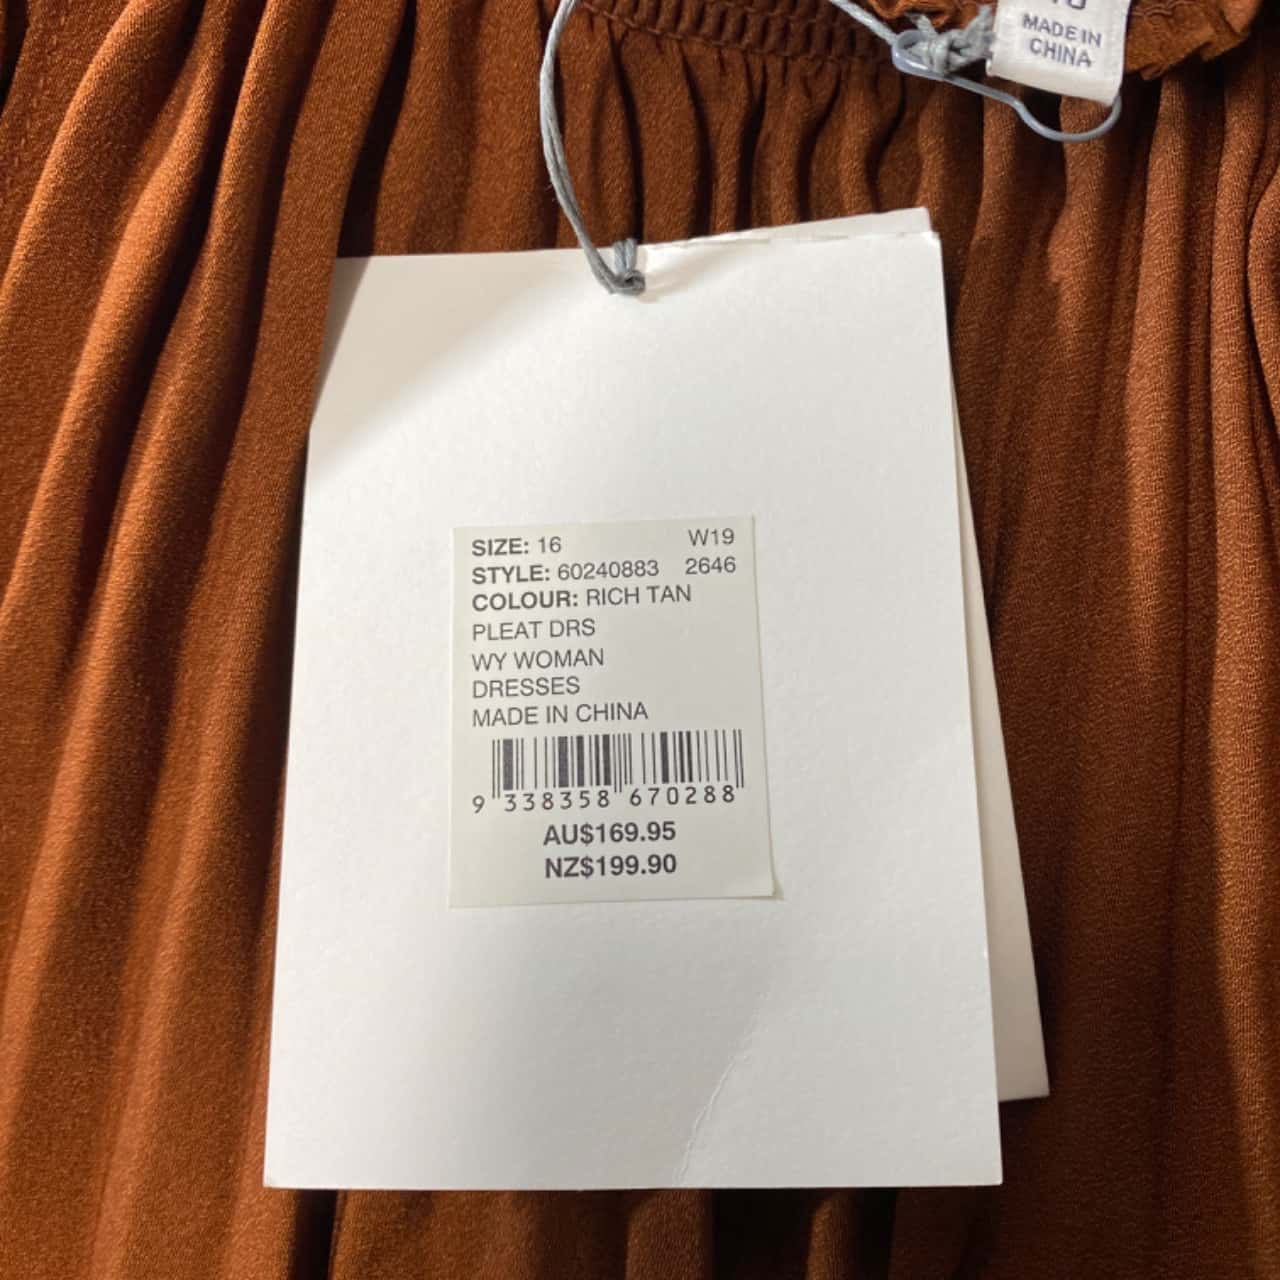 MADE IN
CHINA
SIZE: 16 W19
STYLE: 60240883 2646
COLOUR: RICH TAN
PLEAT DRS
WY WOMAN
DRESSES
MADE IN CHINA
9 338358 670288
AU$169.95
NZ$199.90